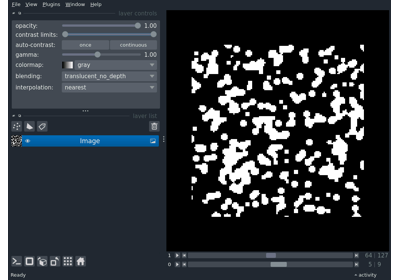 File View Plugins Window Help
layer controls
opacity: 1.00
contrast limits:
auto-contrast: once continuous
gamma: 1.00
colormap: gray
blending: translucent_no_depth
interpolation: nearest
layer list
Image
1 64 127
0 5 9
Ready activity